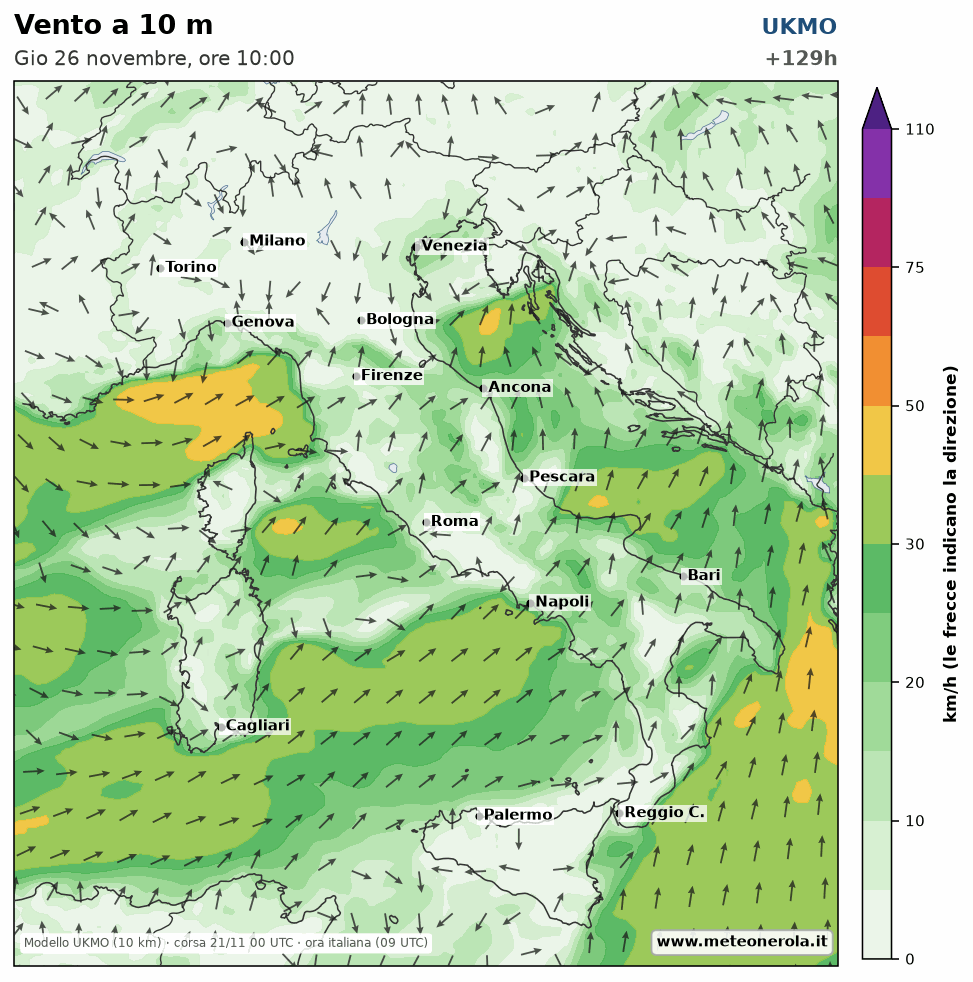 Vento a 10 m
UKMO
Gio 26 novembre, ore 10:00
+129h
Milano
Venezia
Torino
Genova
Bologna
Firenze
Ancona
Pescara
Roma
Bari
Napoli
Cagliari
Palermo
Reggio C.
Modello UKMO (10 km) · corsa 21/11 00 UTC · ora italiana (09 UTC)
www.meteonerola.it
110
75
50
30
20
10
0
km/h (le frecce indicano la direzione)